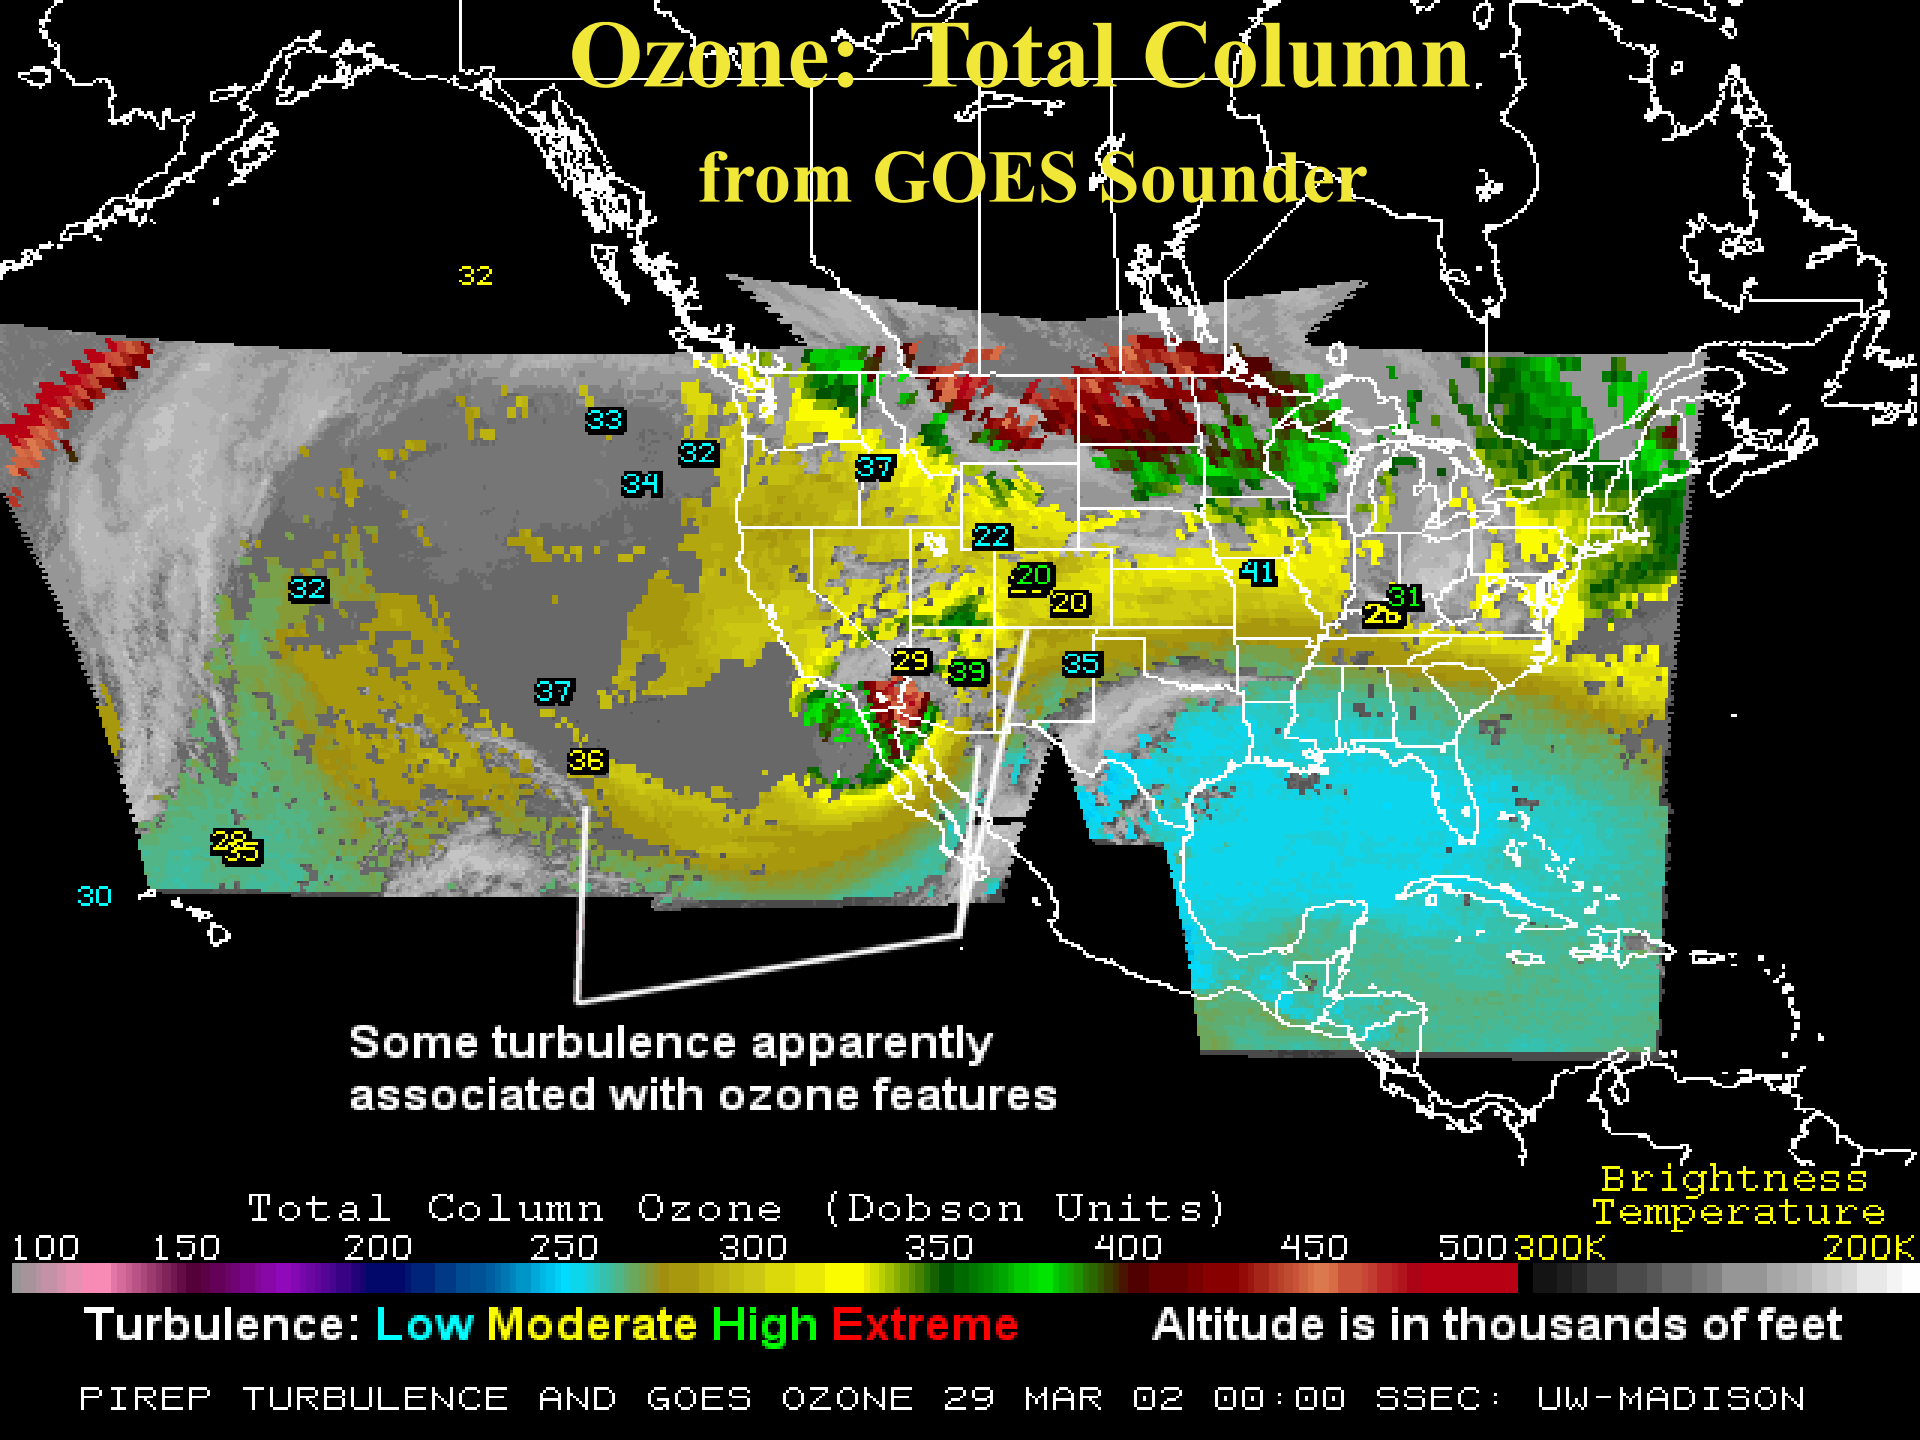 Ozone: Total Column
from GOES Sounder
32
33
32
34
37
22
20
41
20
32
31
26
29
39
35
37
36
35
30
Some turbulence apparently
associated with ozone features
Brightness
Temperature
Total Column Ozone (Dobson Units)
100 150 200 250 300 350 400 450 500 300K 200K
Turbulence: Low Moderate High Extreme Altitude is in thousands of feet
PIREP TURBULENCE AND GOES OZONE 29 MAR 02 00:00 SSEC: UW-MADISON